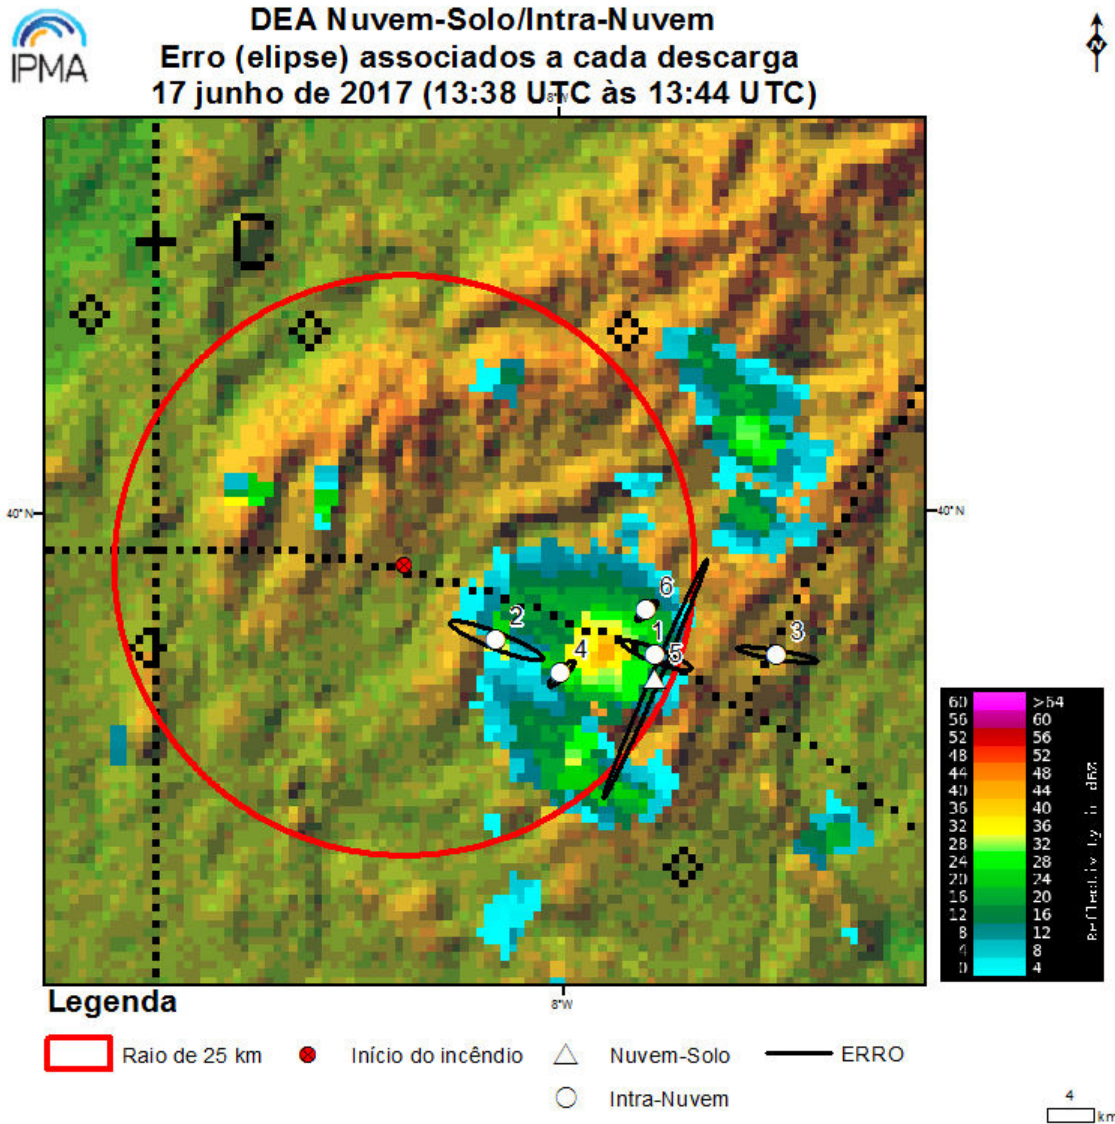 IPMA
DEA Nuvem-Solo/Intra-Nuvem
Erro (elipse) associados a cada descarga
17 junho de 2017 (13:38 UTC às 13:44 UTC)
N
8°W
C
40°N
40°N
6
2
1
3
4
5
60 >64
56 60
52 56
48 52
44 48
40 44
36 40
32 36
28 32
24 28
20 24
16 20
12 16
8 12
4 8
0 4
Reflectivity in dBZ
8°W
Legenda
Raio de 25 km
Início do incêndio
Nuvem-Solo
ERRO
Intra-Nuvem
4
km